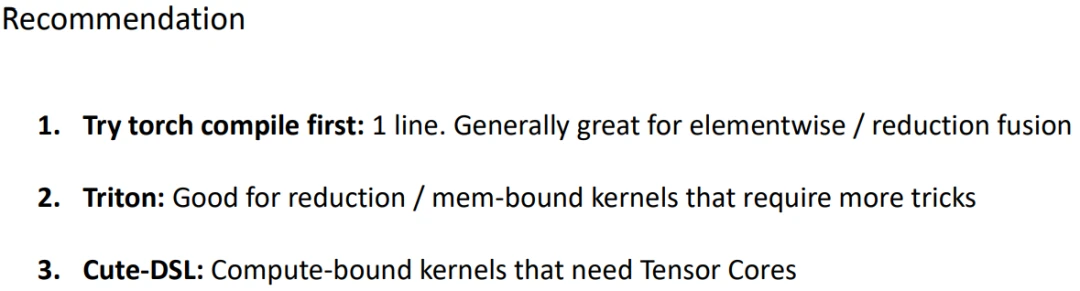 Recommendation
1. Try torch compile first: 1 line. Generally great for elementwise / reduction fusion
2. Triton: Good for reduction / mem-bound kernels that require more tricks
3. Cute-DSL: Compute-bound kernels that need Tensor Cores